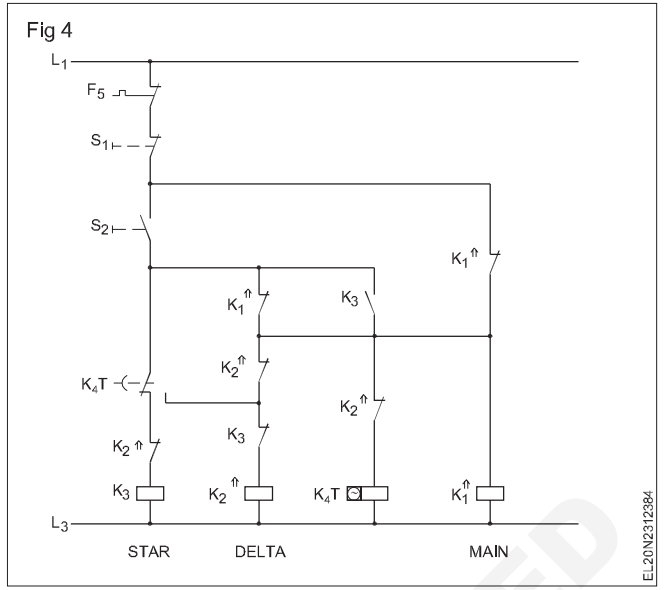 Fig 4
L1
F5
S1
S2
K1
K1
K3
K2
K4T
K2
K2
K3
K3
K2
K4T
K1
L3
STAR
DELTA
MAIN
EL20N2312384
ED